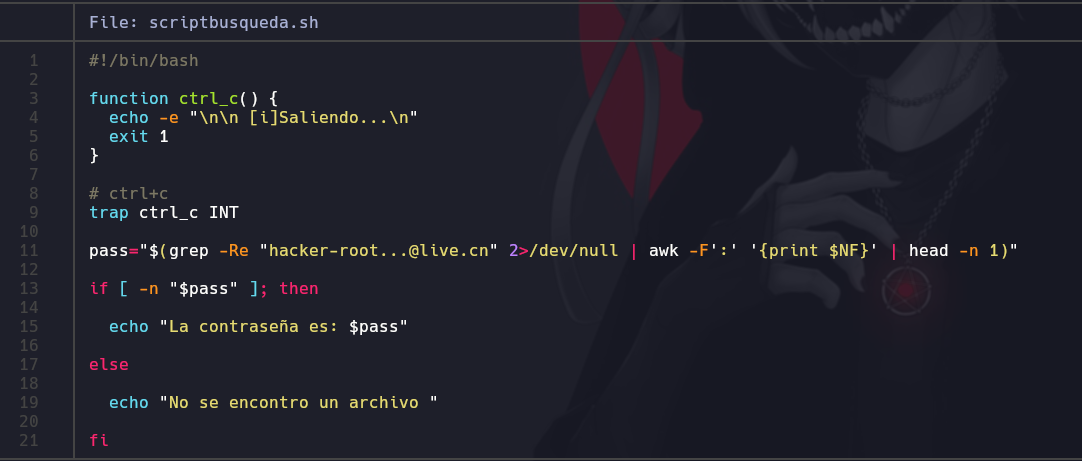 File: scriptbusqueda.sh
1 #!/bin/bash
2
3 function ctrl_c() {
4   echo -e "\n\n [i]Saliendo...\n"
5   exit 1
6 }
7
8 # ctrl+c
9 trap ctrl_c INT
10
11 pass="$(grep -Re "hacker-root...@live.cn" 2>/dev/null | awk -F':' '{print $NF}' | head -n 1)"
12
13 if [ -n "$pass" ]; then
14
15   echo "La contraseña es: $pass"
16
17 else
18
19   echo "No se encontro un archivo "
20
21 fi